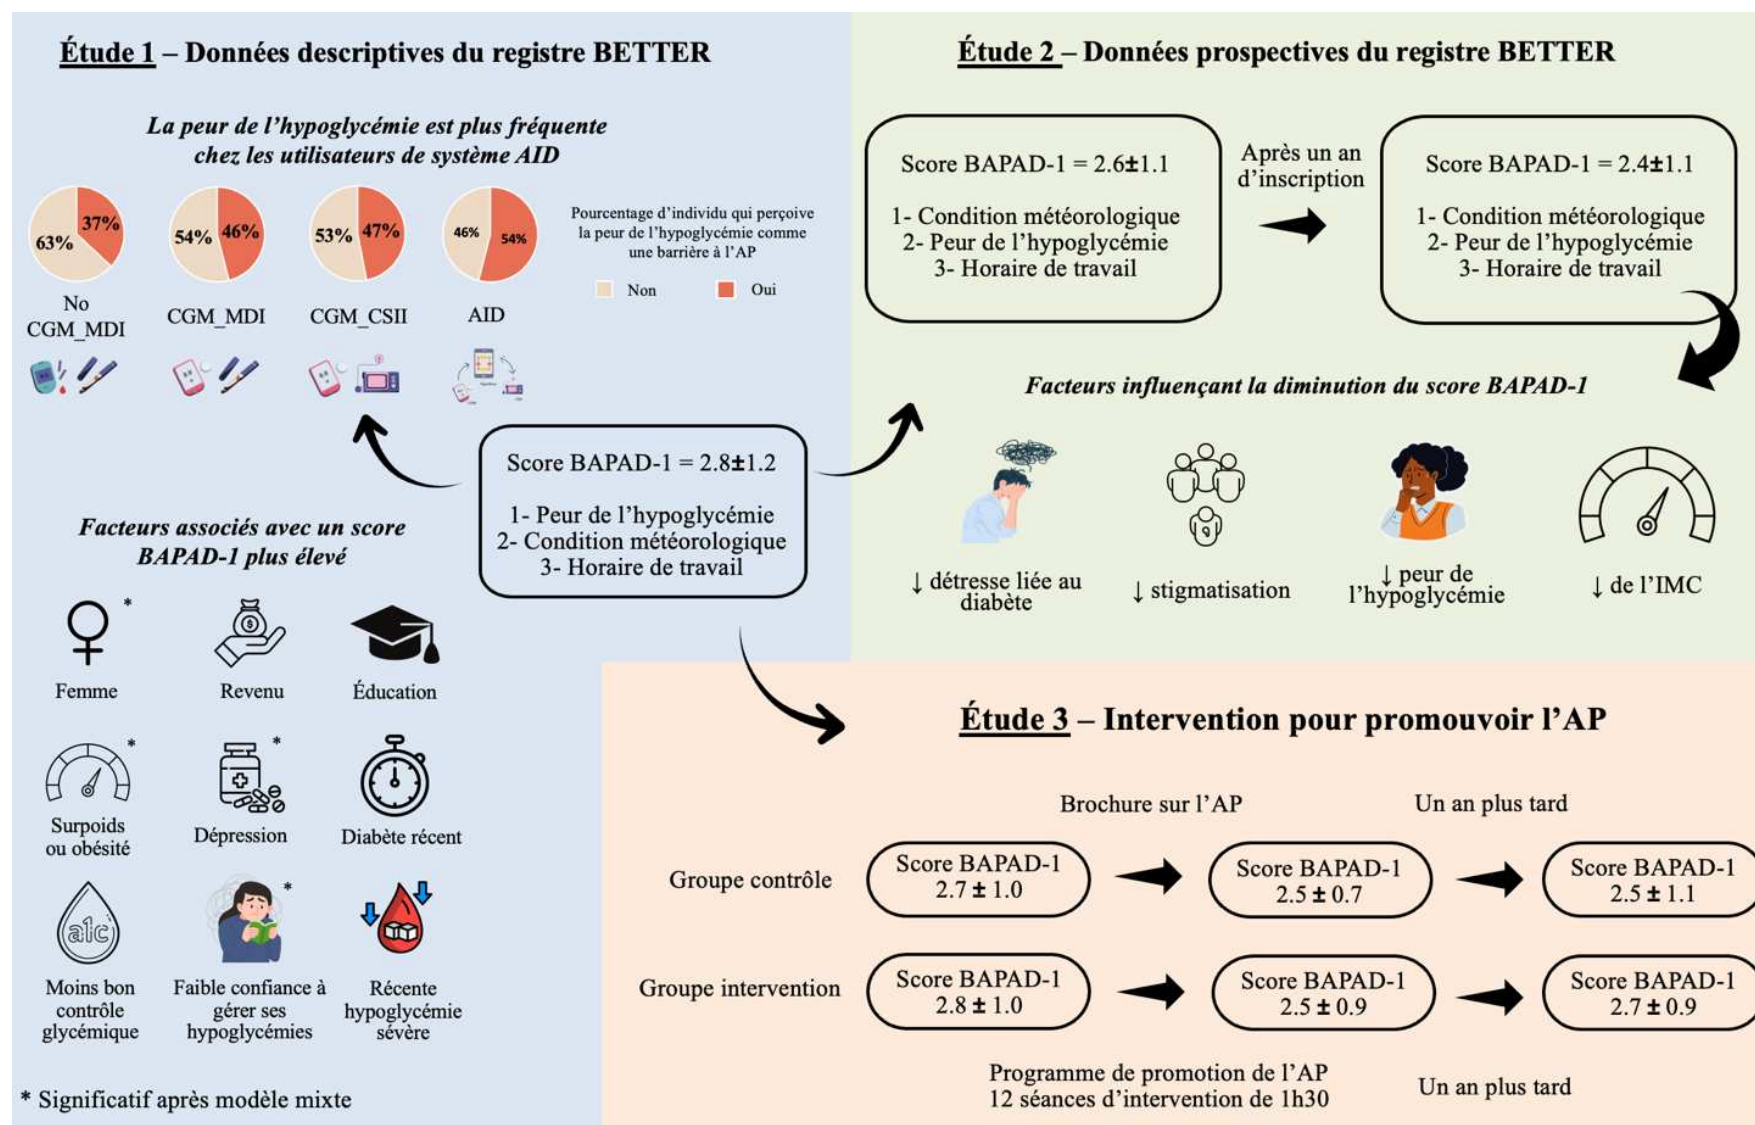 Étude 1 – Données descriptives du registre BETTER
La peur de l’hypoglycémie est plus fréquente
chez les utilisateurs de système AID
63%
37%
54%
46%
53%
47%
46%
54%
Pourcentage d’individu qui perçoive
la peur de l’hypoglycémie comme
une barrière à l’AP
Non
Oui
No
CGM_MDI
CGM_MDI
CGM_CSII
AID
Score BAPAD-1 = 2.8±1.2
1- Peur de l’hypoglycémie
2- Condition météorologique
3- Horaire de travail
Facteurs associés avec un score
BAPAD-1 plus élevé
*
Femme
Revenu
Éducation
*
*
Surpoids
ou obésité
Dépression
Diabète récent
a1c
*
Moins bon
contrôle
glycémique
Faible confiance à
gérer ses
hypoglycémies
Récente
hypoglycémie
sévère
* Significatif après modèle mixte
Étude 2 – Données prospectives du registre BETTER
Score BAPAD-1 = 2.6±1.1
1- Condition météorologique
2- Peur de l’hypoglycémie
3- Horaire de travail
Après un an
d’inscription
Score BAPAD-1 = 2.4±1.1
1- Condition météorologique
2- Peur de l’hypoglycémie
3- Horaire de travail
Facteurs influençant la diminution du score BAPAD-1
↓ détresse liée au
diabète
↓ stigmatisation
↓ peur de
l’hypoglycémie
↓ de l’IMC
Étude 3 – Intervention pour promouvoir l’AP
Brochure sur l’AP
Un an plus tard
Groupe contrôle
Score BAPAD-1
2.7 ± 1.0
Score BAPAD-1
2.5 ± 0.7
Score BAPAD-1
2.5 ± 1.1
Groupe intervention
Score BAPAD-1
2.8 ± 1.0
Score BAPAD-1
2.5 ± 0.9
Score BAPAD-1
2.7 ± 0.9
Programme de promotion de l’AP
12 séances d’intervention de 1h30
Un an plus tard